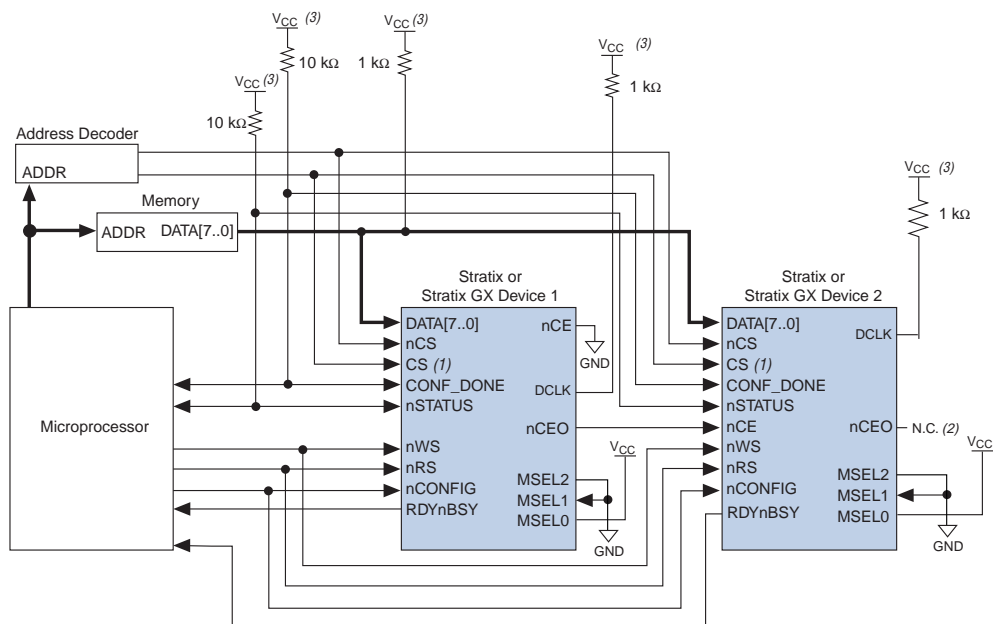 VCC (3)
10 kΩ
VCC (3)
1 kΩ
VCC (3)
1 kΩ
VCC (3)
10 kΩ
Address Decoder
ADDR
Memory
ADDR DATA[7..0]
VCC (3)
1 kΩ
Stratix or
Stratix GX Device 1
DATA[7..0]
nCS
CS (1)
CONF_DONE
nSTATUS
nWS
nRS
nCONFIG
RDYnBSY
nCE
GND
DCLK
nCEO
VCC
MSEL2
MSEL1
MSEL0
GND
Microprocessor
Stratix or
Stratix GX Device 2
DATA[7..0]
nCS
CS (1)
CONF_DONE
nSTATUS
nCE
nWS
nRS
nCONFIG
RDYnBSY
DCLK
nCEO
N.C. (2)
VCC
MSEL2
MSEL1
MSEL0
GND